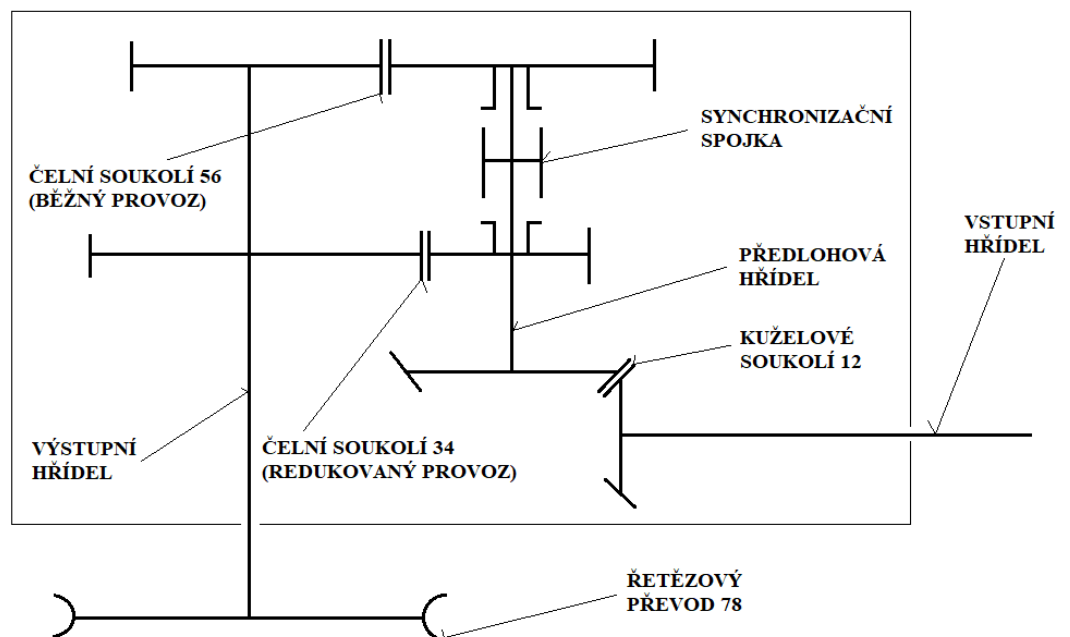 SYNCHRONIZAČNÍ
SPOJKA
ČELNÍ SOUKOLÍ 56
(BĚŽNÝ PROVOZ)
VSTUPNÍ
HŘÍDEL
PŘEDLOHOVÁ
HŘÍDEL
KUŽELOVÉ
SOUKOLÍ 12
VÝSTUPNÍ
HŘÍDEL
ČELNÍ SOUKOLÍ 34
(REDUKOVANÝ PROVOZ)
ŘETĚZOVÝ
PŘEVOD 78